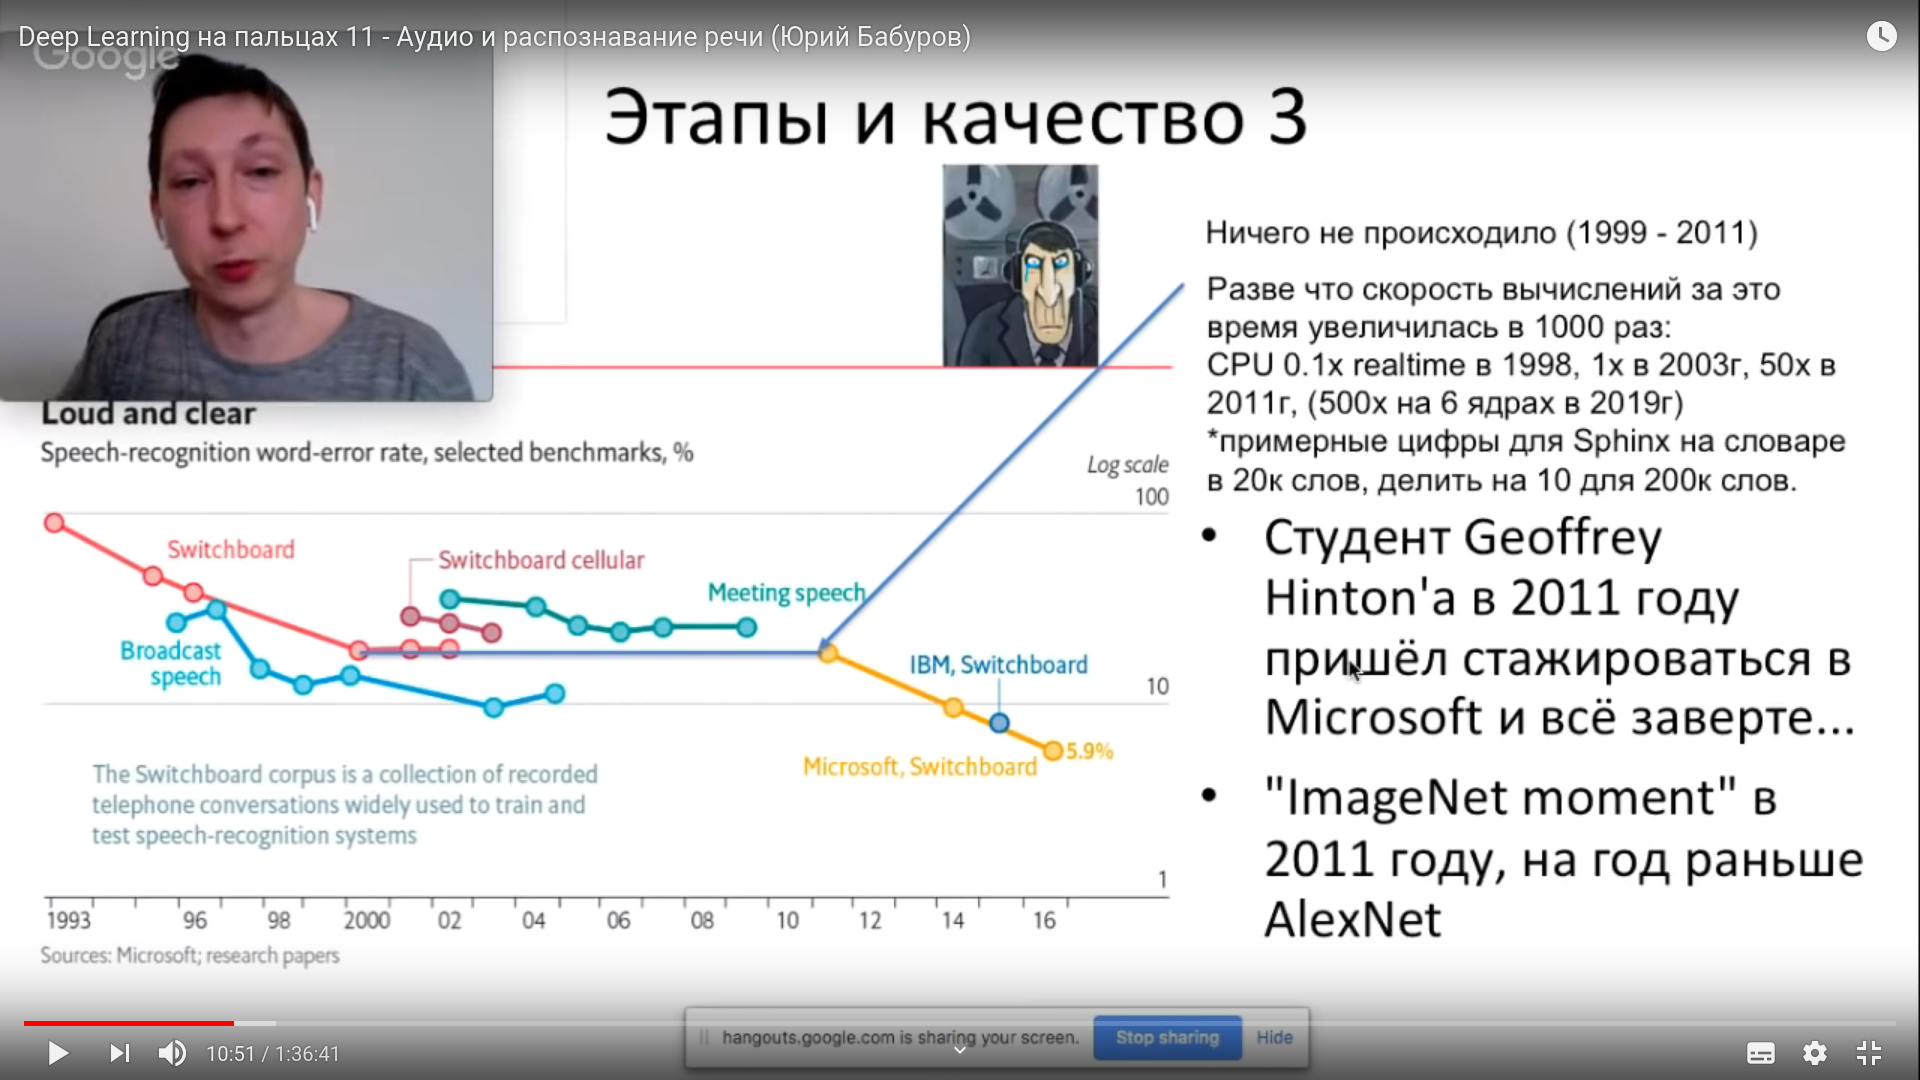 Deep Learning на пальцах 11 - Аудио и распознавание речи (Юрий Бабуров)
Google
Этапы и качество 3
Ничего не происходило (1999 - 2011)
Разве что скорость вычислений за это
время увеличилась в 1000 раз:
CPU 0.1x realtime в 1998, 1x в 2003г, 50x в
2011г, (500x на 6 ядрах в 2019г)
*примерные цифры для Sphinx на словаре
в 20к слов, делить на 10 для 200к слов.
• Студент Geoffrey
Hinton'а в 2011 году
пришёл стажироваться в
Microsoft и всё заверте...
• "ImageNet moment" в
2011 году, на год раньше
AlexNet
Loud and clear
Speech-recognition word-error rate, selected benchmarks, %
Log scale
100
Switchboard
Switchboard cellular
Meeting speech
Broadcast
speech
IBM, Switchboard
10
5.9%
Microsoft, Switchboard
The Switchboard corpus is a collection of recorded
telephone conversations widely used to train and
test speech-recognition systems
1
1993 96 98 2000 02 04 06 08 10 12 14 16
Sources: Microsoft; research papers
hangouts.google.com is sharing your screen. Stop sharing Hide
10:51 / 1:36:41